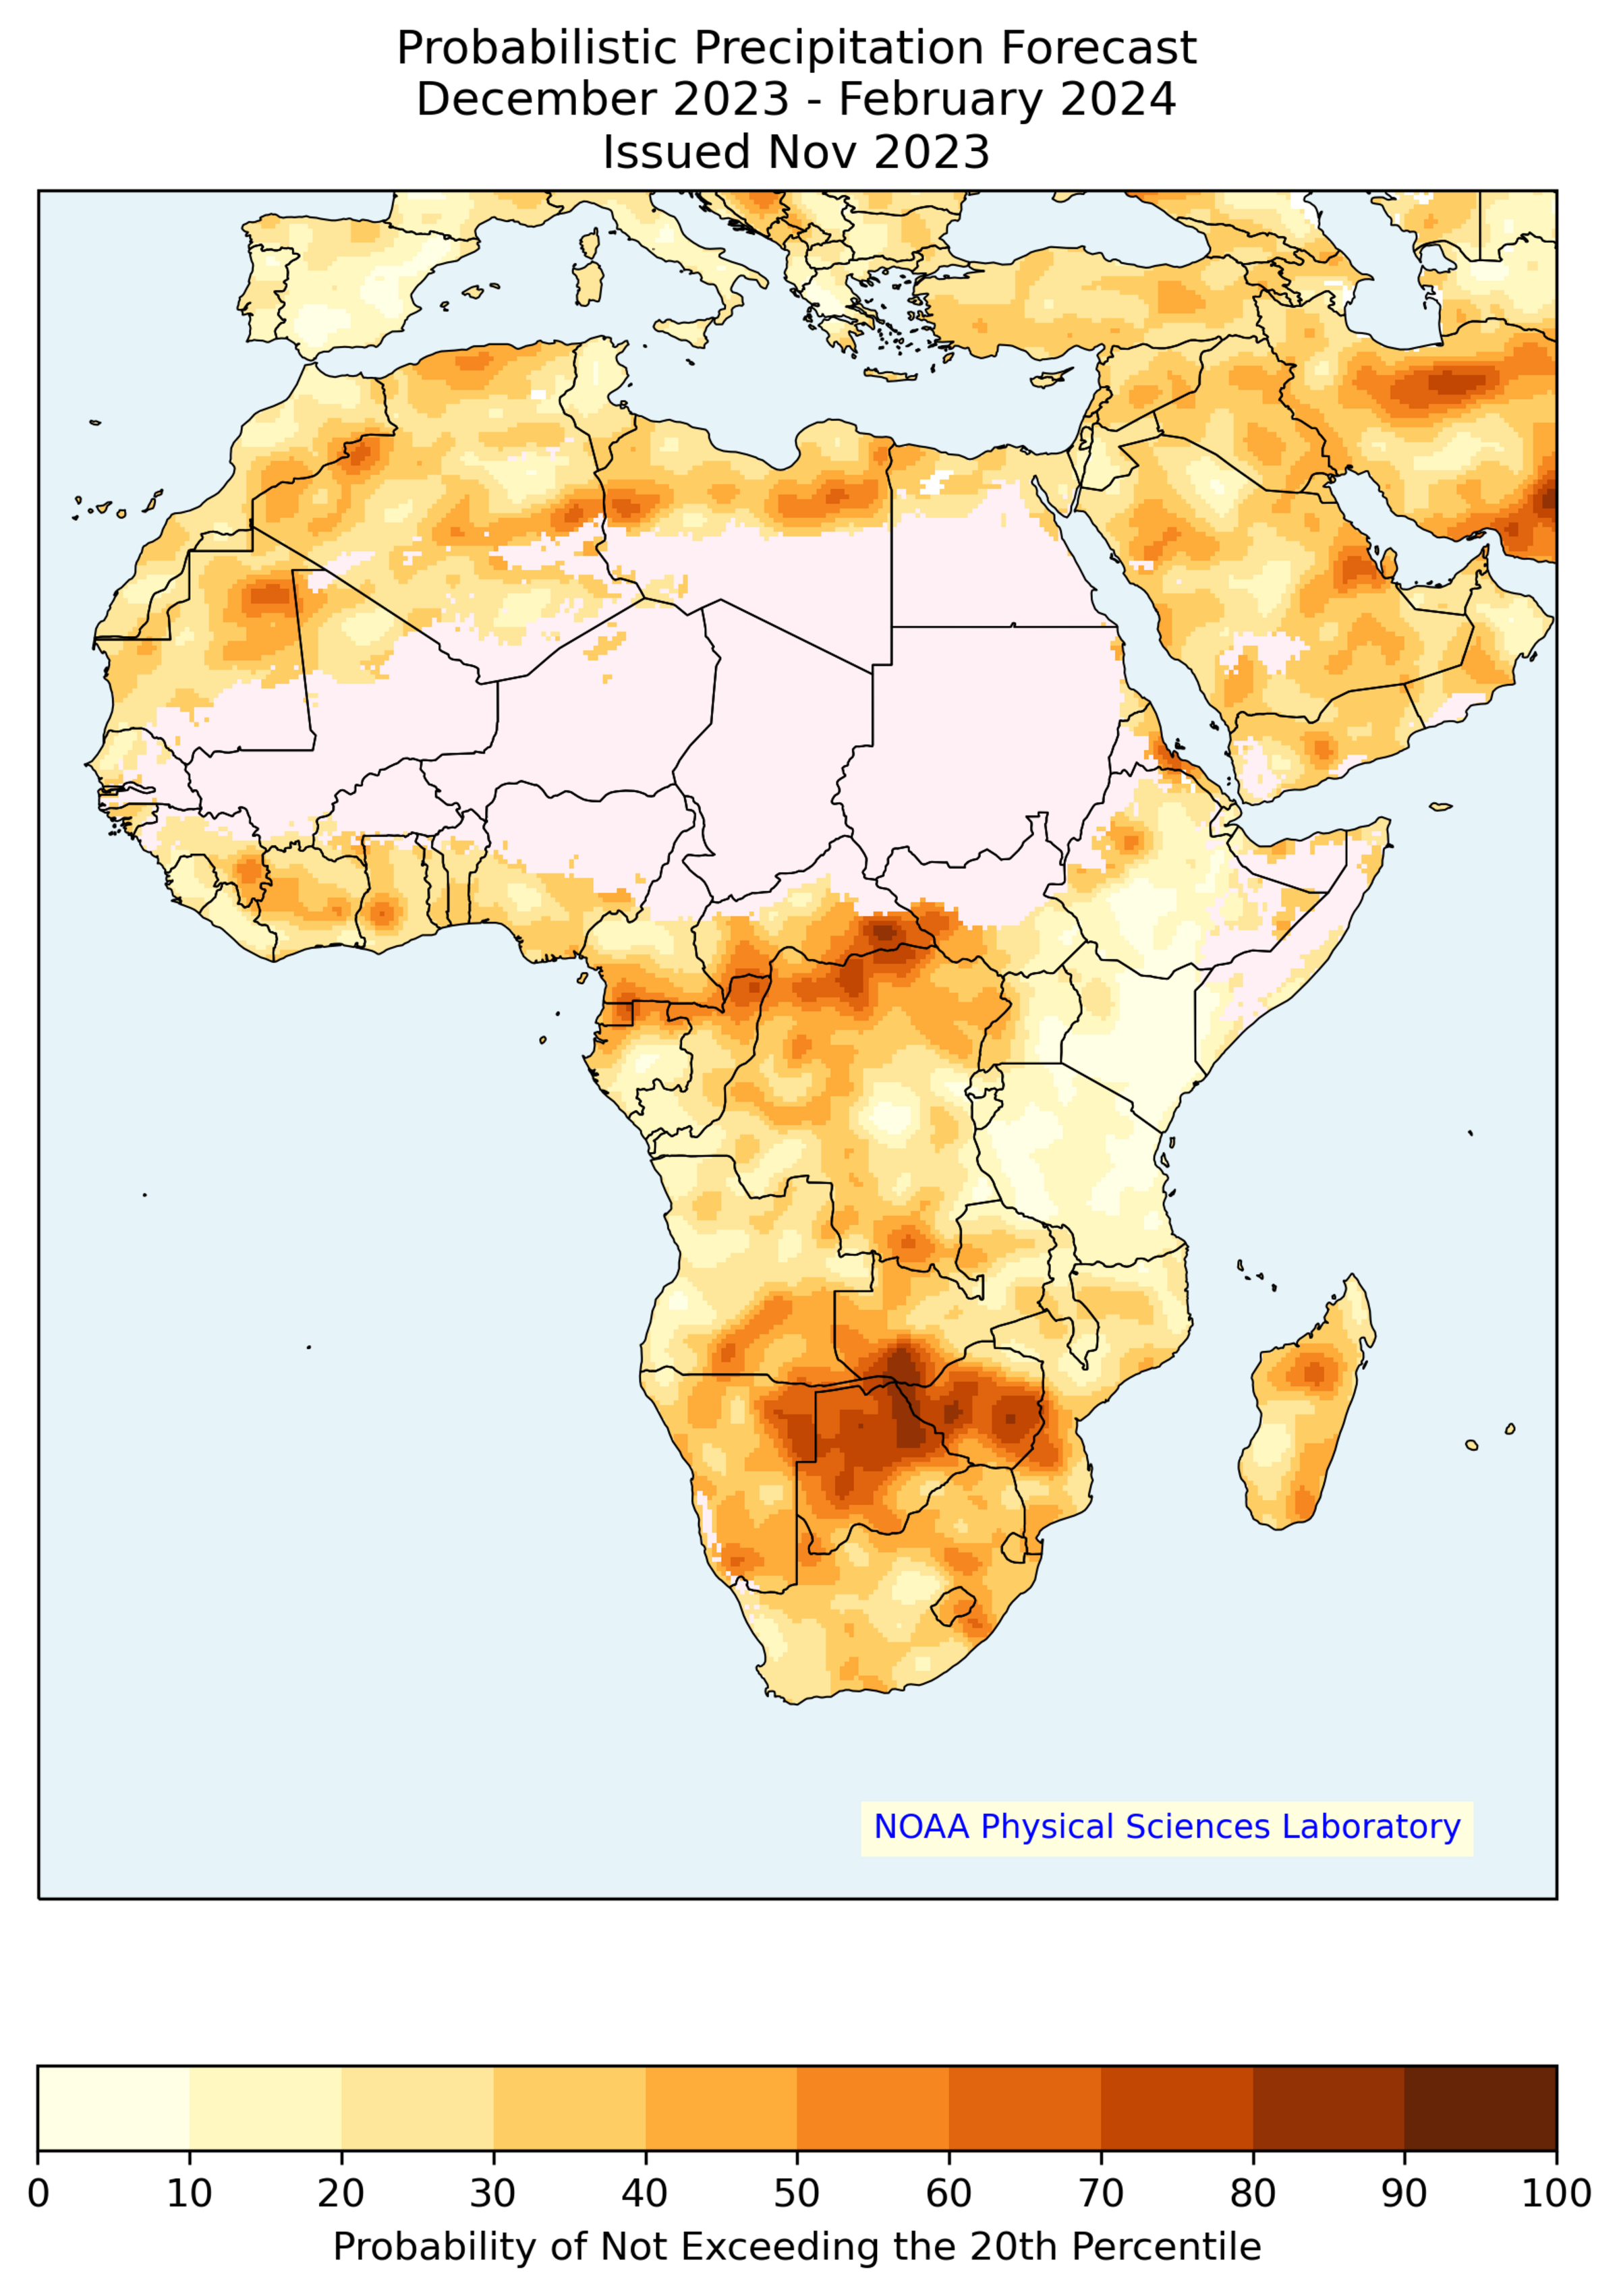 Probabilistic Precipitation Forecast
December 2023 - February 2024
Issued Nov 2023
NOAA Physical Sciences Laboratory
0 10 20 30 40 50 60 70 80 90 100
Probability of Not Exceeding the 20th Percentile